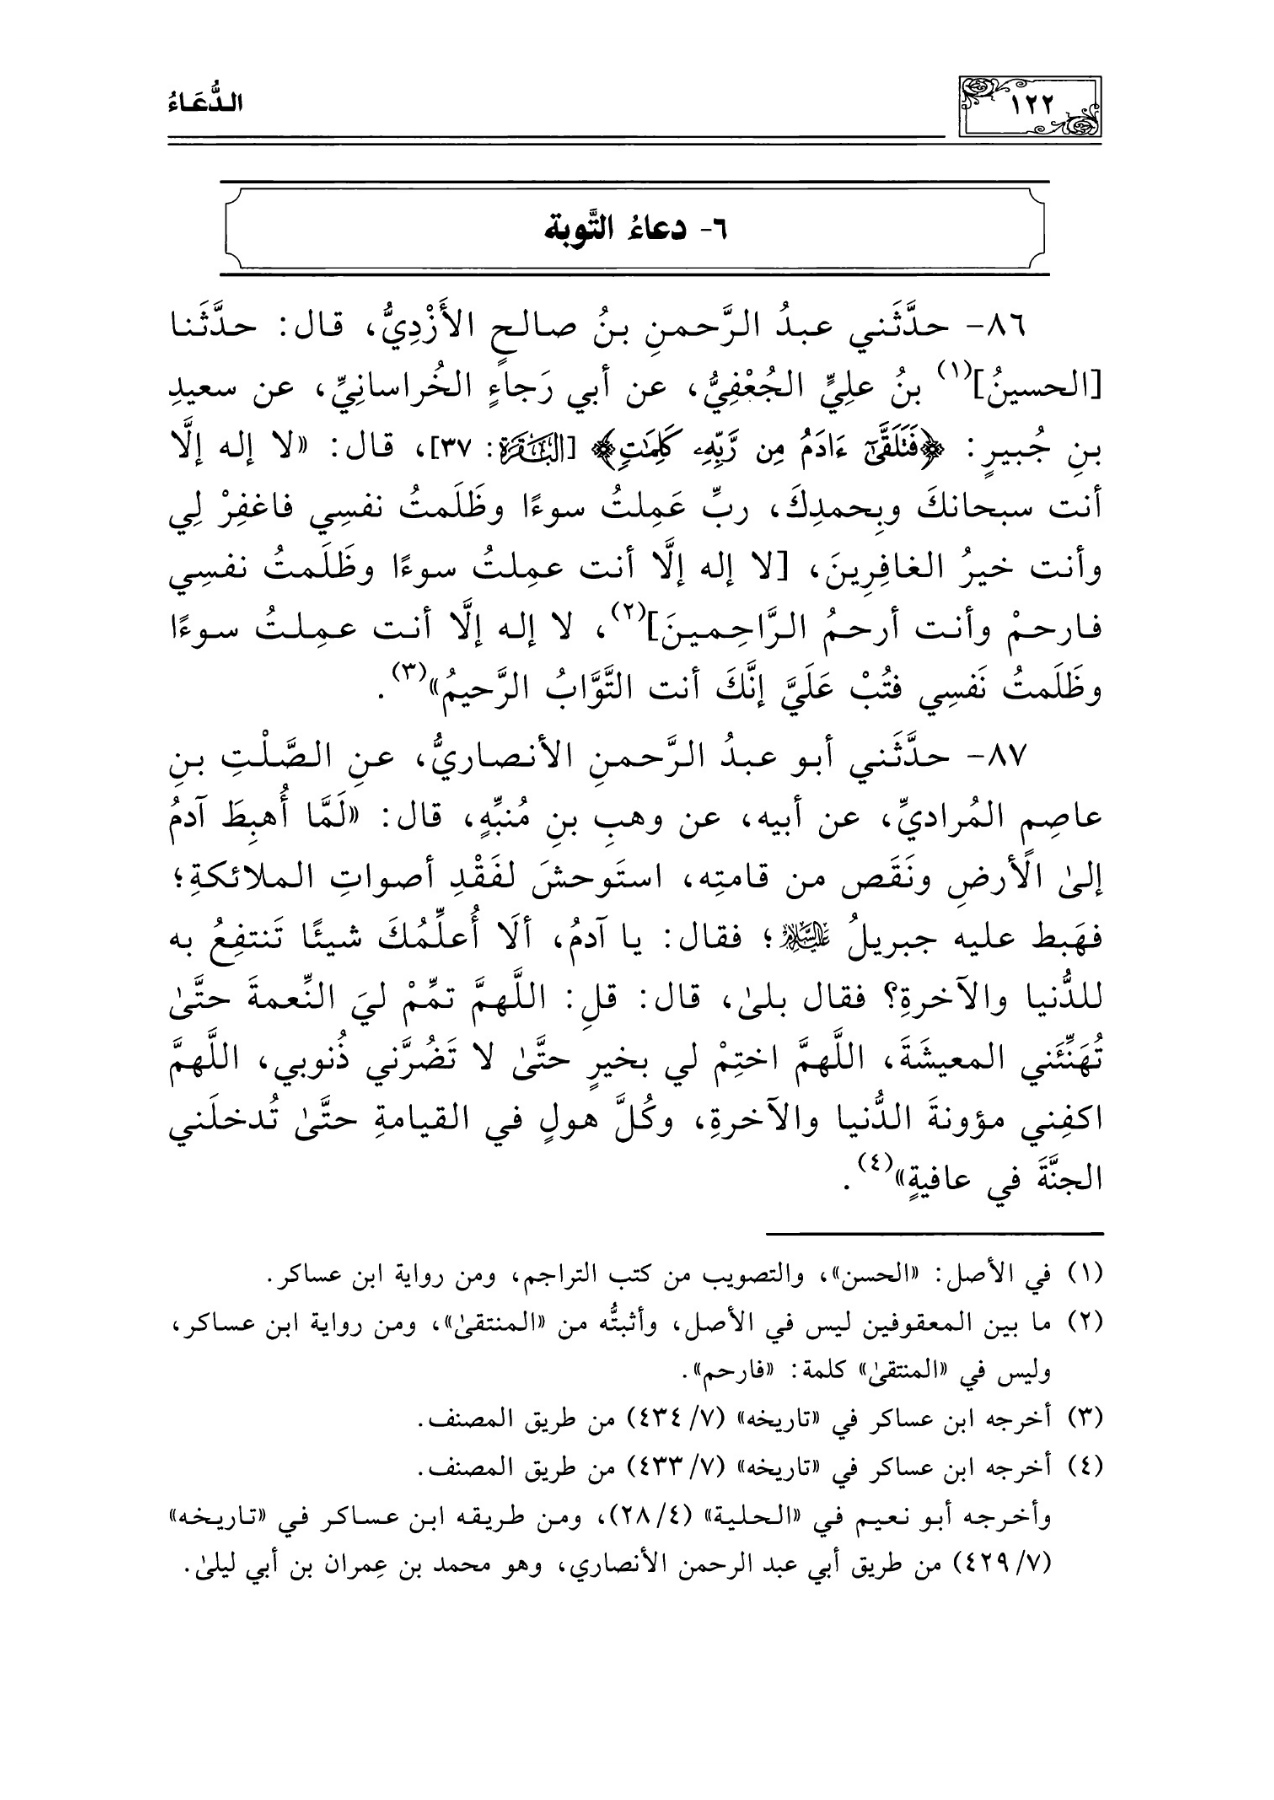 ١٢٢
الدُّعَاءُ
٦- دعاءُ التَّوبة
٨٦- حدَّثَني عبدُ الرَّحمنِ بنُ صالحٍ الأَزْدِيُّ، قال: حدَّثَنا
[الحسينُ](١) بنُ علِيٍّ الجُعْفِيُّ، عن أبي رَجاءٍ الخُراسانِيِّ، عن سعيدِ
بنِ جُبيرٍ: ﴿فَتَلَقَّىٰٓ ءَادَمُ مِن رَّبِّهِۦ كَلِمَٰتٍ﴾ [البَقَرَة: ٣٧]، قال: «لا إله إلَّا
أنت سبحانكَ وبِحمدِكَ، ربِّ عَمِلتُ سوءًا وظَلَمتُ نفسِي فاغفِرْ لِي
وأنت خيرُ الغافِرِينَ، [لا إله إلَّا أنت عمِلتُ سوءًا وظَلَمتُ نفسِي
فارحمْ وأنت أرحمُ الرَّاحِمينَ](٢)، لا إله إلَّا أنت عمِلتُ سوءًا
وظَلَمتُ نَفسِي فتُبْ عَلَيَّ إنَّكَ أنت التَّوَّابُ الرَّحيمُ»(٣).
٨٧- حدَّثَني أبو عبدُ الرَّحمنِ الأنصاريُّ، عنِ الصَّلْتِ بنِ
عاصِمٍ المُراديِّ، عن أبيه، عن وهبِ بنِ مُنبِّهٍ، قال: «لَمَّا أُهبِطَ آدمُ
إلىٰ الأرضِ ونَقَص من قامتِه، استَوحشَ لفَقْدِ أصواتِ الملائكةِ؛
فهَبط عليه جبريلُ عَلَيْهِ السَّلَام؛ فقال: يا آدمُ، ألَا أُعلِّمُكَ شيئًا تَنتفِعُ به
للدُّنيا والآخرةِ؟ فقال بلىٰ، قال: قلِ: اللَّهمَّ تمِّمْ ليَ النِّعمةَ حتَّىٰ
تُهَنِّئَني المعيشَةَ، اللَّهمَّ اختِمْ لي بخيرٍ حتَّىٰ لا تَضُرَّني ذُنوبي، اللَّهمَّ
اكفِني مؤونةَ الدُّنيا والآخرةِ، وكُلَّ هولٍ في القيامةِ حتَّىٰ تُدخلَني
الجنَّةَ في عافيةٍ»(٤).
(١) في الأصل: «الحسن»، والتصويب من كتب التراجم، ومن رواية ابن عساكر.
(٢) ما بين المعقوفين ليس في الأصل، وأثبتُّه من «المنتقىٰ»، ومن رواية ابن عساكر،
وليس في «المنتقىٰ» كلمة: «فارحم».
(٣) أخرجه ابن عساكر في «تاريخه» (٧/ ٤٣٤) من طريق المصنف.
(٤) أخرجه ابن عساكر في «تاريخه» (٧/ ٤٣٣) من طريق المصنف.
وأخرجه أبو نعيم في «الحلية» (٤/ ٢٨)، ومن طريقه ابن عساكر في «تاريخه»
(٧/ ٤٢٩) من طريق أبي عبد الرحمن الأنصاري، وهو محمد بن عِمران بن أبي ليلىٰ.